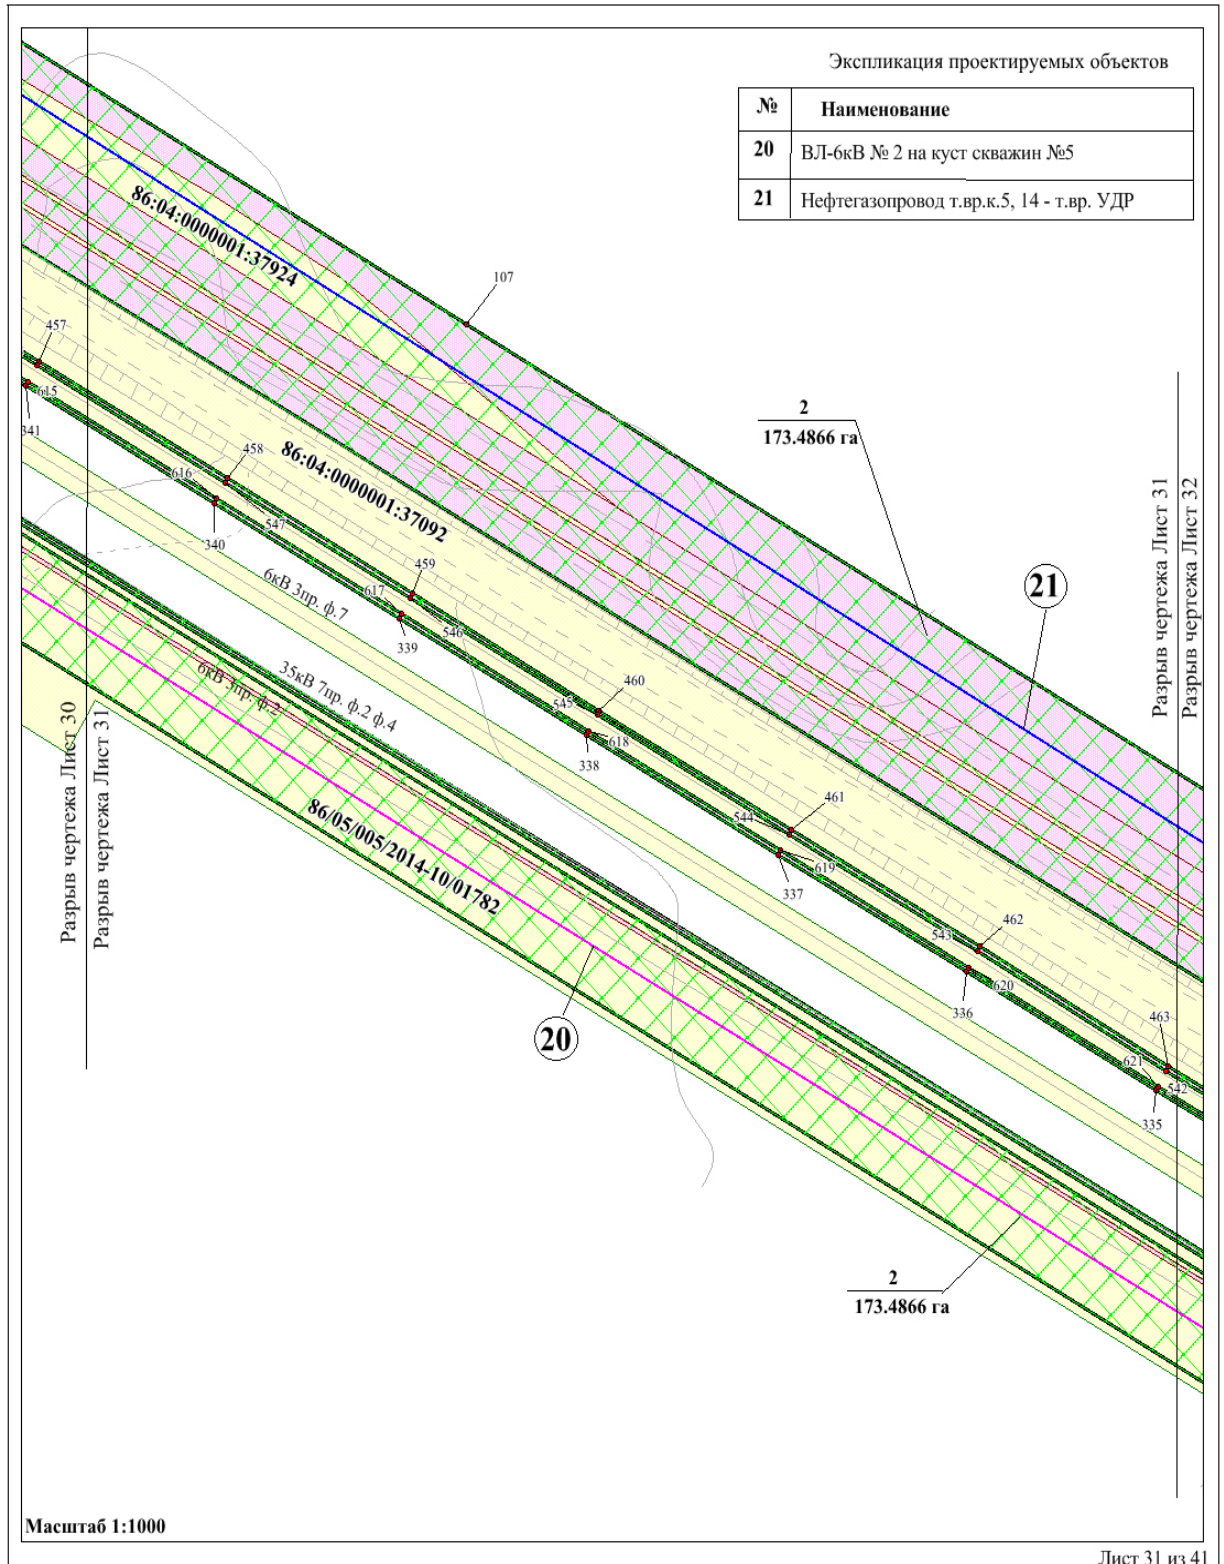 Экспликация проектируемых объектов
№ Наименование
20 ВЛ-6кВ № 2 на куст скважин №5
21 Нефтегазопровод т.вр.к.5, 14 - т.вр. УДР
86:04:0000001:37924
107
457
615
341
2
173.4866 га
458
86:04:0000001:37092
616
547
340
Разрыв чертежа Лист 31
Разрыв чертежа Лист 32
21
459
617
6кВ 3пр. ф.7
546
339
35кВ 7пр. ф.2 ф.4
6кВ 3пр. ф.2
460
545
618
338
Разрыв чертежа Лист 30
Разрыв чертежа Лист 31
461
544
86/05/005/2014-10/01782
619
337
462
543
620
336
463
20
621
542
335
2
173.4866 га
Масштаб 1:1000
Лист 31 из 41